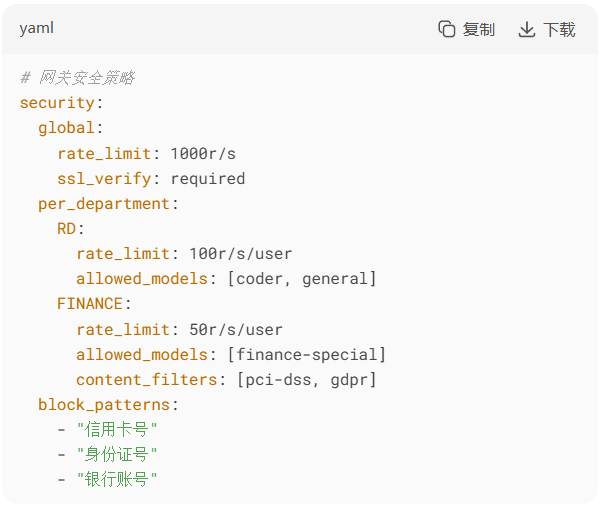 yaml
复制
下载
# 网关安全策略
security:
  global:
    rate_limit: 1000r/s
    ssl_verify: required
  per_department:
    RD:
      rate_limit: 100r/s/user
      allowed_models: [coder, general]
    FINANCE:
      rate_limit: 50r/s/user
      allowed_models: [finance-special]
      content_filters: [pci-dss, gdpr]
  block_patterns:
    - "信用卡号"
    - "身份证号"
    - "银行账号"